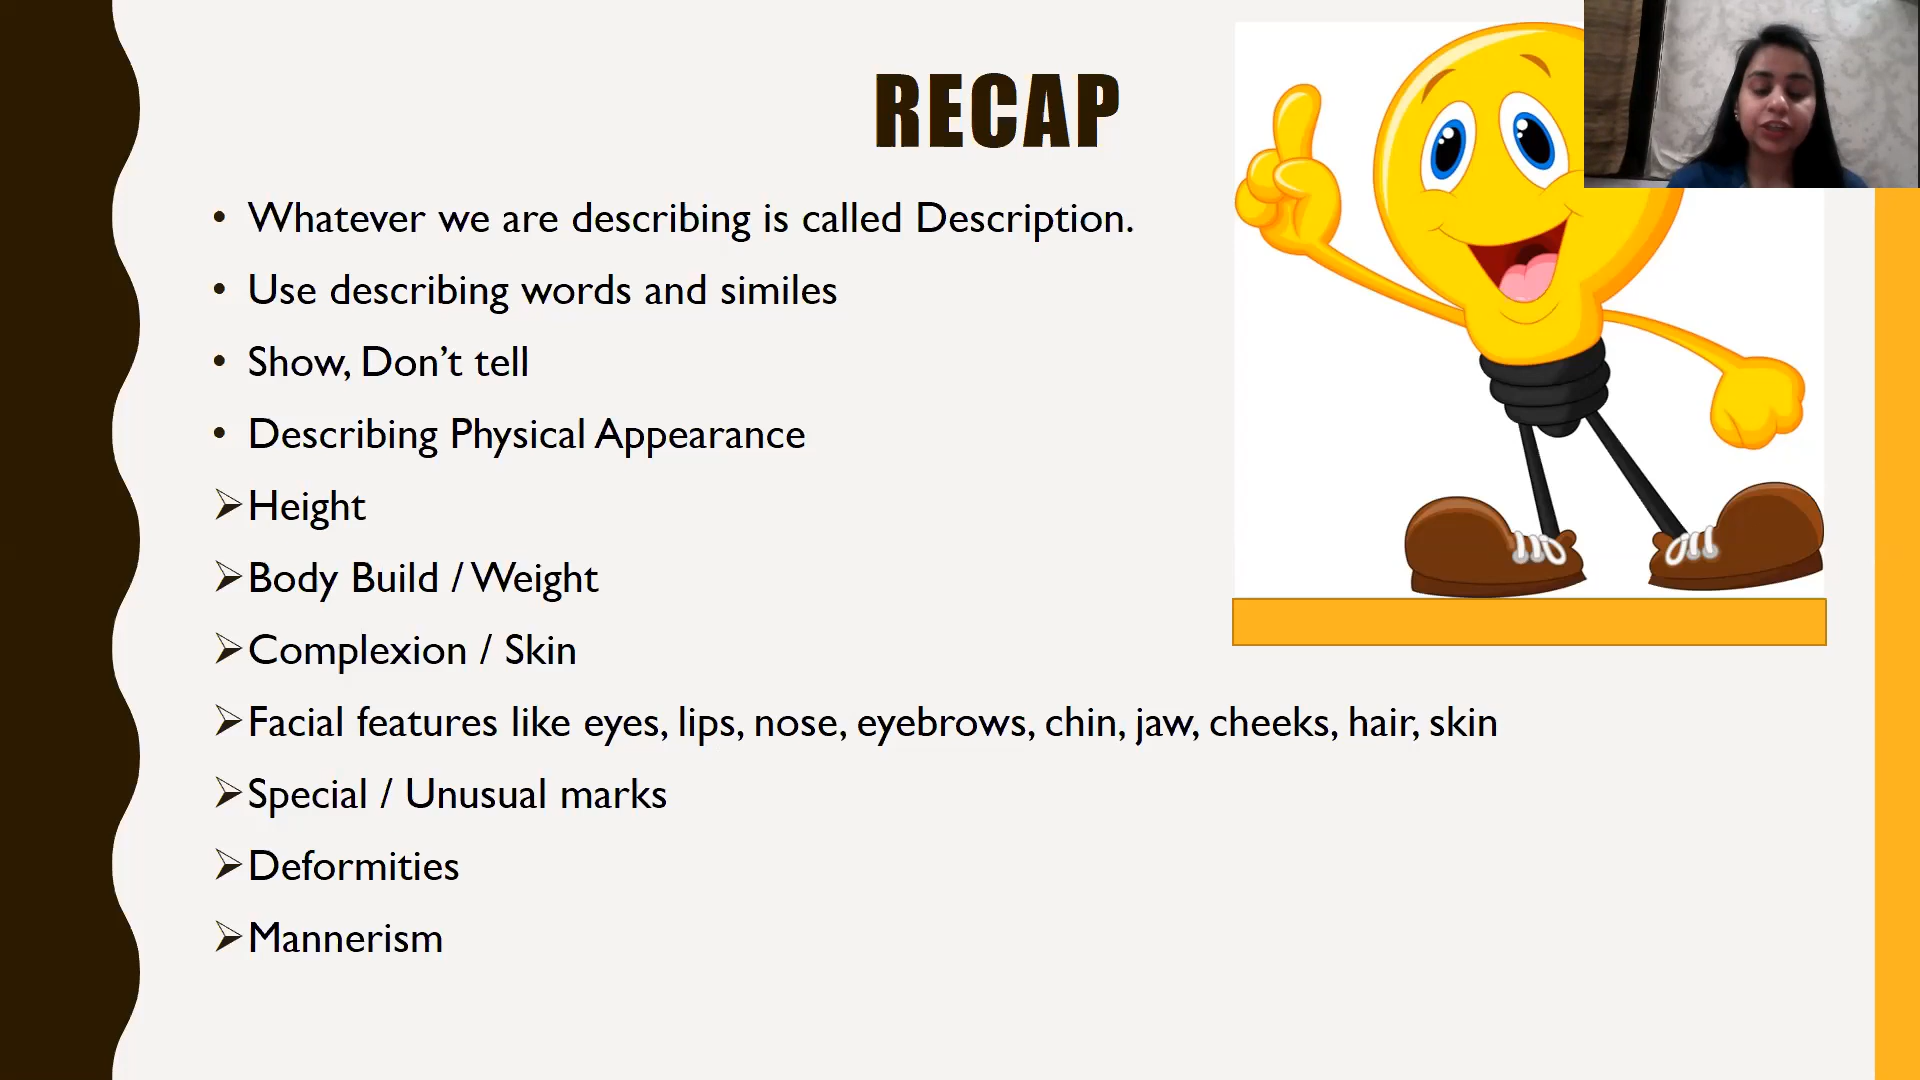 RECAP
• Whatever we are describing is called Description.
• Use describing words and similes
• Show, Don’t tell
• Describing Physical Appearance
➢Height
➢Body Build / Weight
➢Complexion / Skin
➢Facial features like eyes, lips, nose, eyebrows, chin, jaw, cheeks, hair, skin
➢Special / Unusual marks
➢Deformities
➢Mannerism